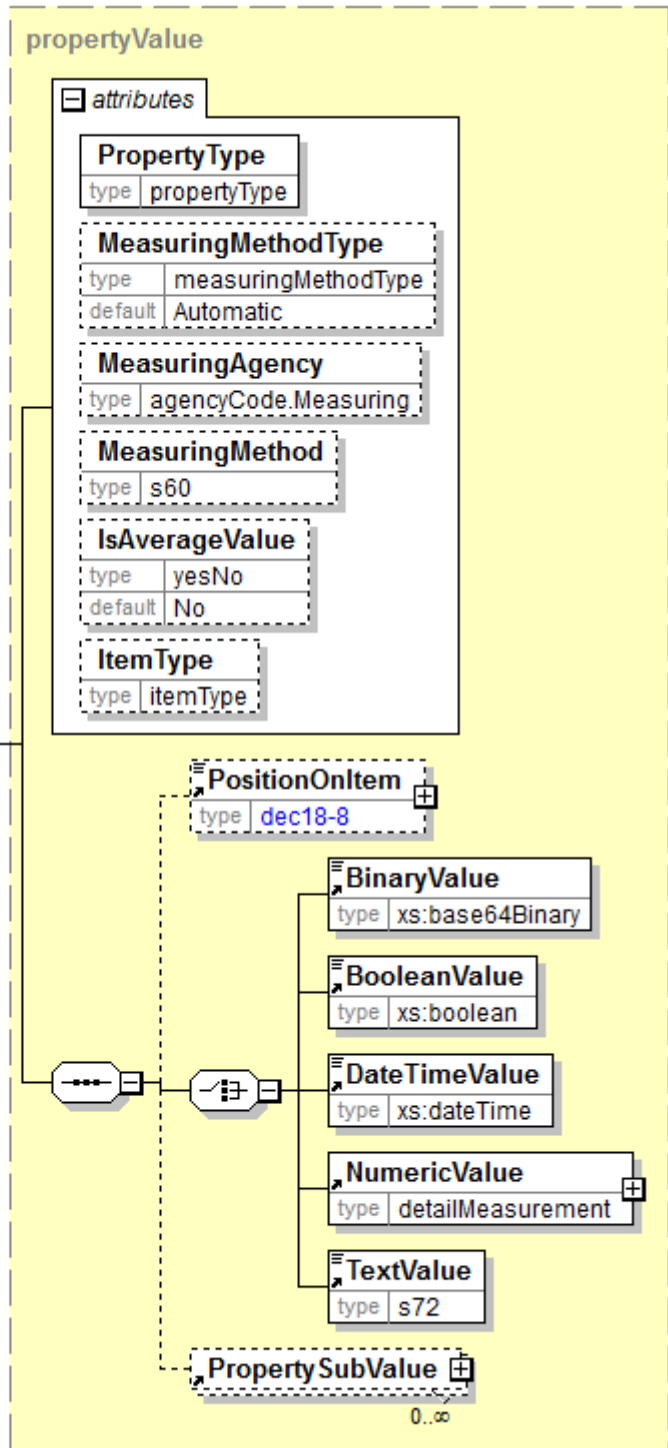 propertyValue
attributes
PropertyType
type propertyType
MeasuringMethodType
type measuringMethodType
default Automatic
MeasuringAgency
type agencyCode.Measuring
MeasuringMethod
type s60
IsAverageValue
type yesNo
default No
ItemType
type itemType
PositionOnItem
type dec18-8
BinaryValue
type xs:base64Binary
BooleanValue
type xs:boolean
DateTimeValue
type xs:dateTime
NumericValue
type detailMeasurement
TextValue
type s72
PropertySubValue
0..∞